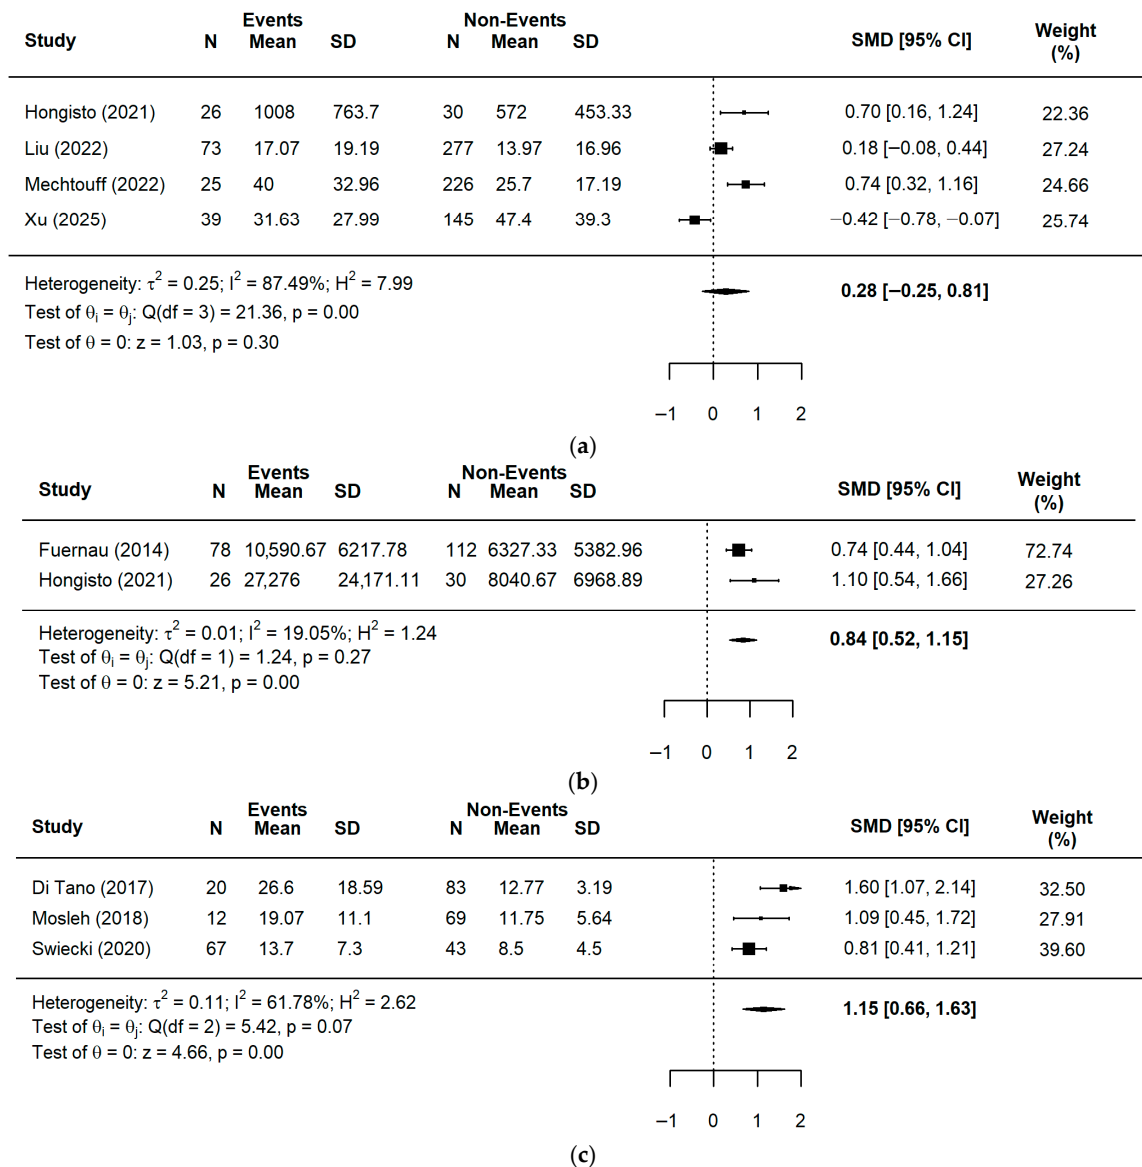 Events Non-Events
Study N Mean SD N Mean SD SMD [95% CI] Weight (%)
Hongisto (2021) 26 1008 763.7 30 572 453.33 0.70 [0.16, 1.24] 22.36
Liu (2022) 73 17.07 19.19 277 13.97 16.96 0.18 [−0.08, 0.44] 27.24
Mechtouff (2022) 25 40 32.96 226 25.7 17.19 0.74 [0.32, 1.16] 24.66
Xu (2025) 39 31.63 27.99 145 47.4 39.3 −0.42 [−0.78, −0.07] 25.74
Heterogeneity: τ² = 0.25; I² = 87.49%; H² = 7.99 0.28 [−0.25, 0.81]
Test of θᵢ = θⱼ: Q(df = 3) = 21.36, p = 0.00
Test of θ = 0: z = 1.03, p = 0.30
−1 0 1 2
(a)
Events Non-Events
Study N Mean SD N Mean SD SMD [95% CI] Weight (%)
Fuernau (2014) 78 10,590.67 6217.78 112 6327.33 5382.96 0.74 [0.44, 1.04] 72.74
Hongisto (2021) 26 27,276 24,171.11 30 8040.67 6968.89 1.10 [0.54, 1.66] 27.26
Heterogeneity: τ² = 0.01; I² = 19.05%; H² = 1.24 0.84 [0.52, 1.15]
Test of θᵢ = θⱼ: Q(df = 1) = 1.24, p = 0.27
Test of θ = 0: z = 5.21, p = 0.00
−1 0 1 2
(b)
Events Non-Events
Study N Mean SD N Mean SD SMD [95% CI] Weight (%)
Di Tano (2017) 20 26.6 18.59 83 12.77 3.19 1.60 [1.07, 2.14] 32.50
Mosleh (2018) 12 19.07 11.1 69 11.75 5.64 1.09 [0.45, 1.72] 27.91
Swiecki (2020) 67 13.7 7.3 43 8.5 4.5 0.81 [0.41, 1.21] 39.60
Heterogeneity: τ² = 0.11; I² = 61.78%; H² = 2.62 1.15 [0.66, 1.63]
Test of θᵢ = θⱼ: Q(df = 2) = 5.42, p = 0.07
Test of θ = 0: z = 4.66, p = 0.00
−1 0 1 2
(c)